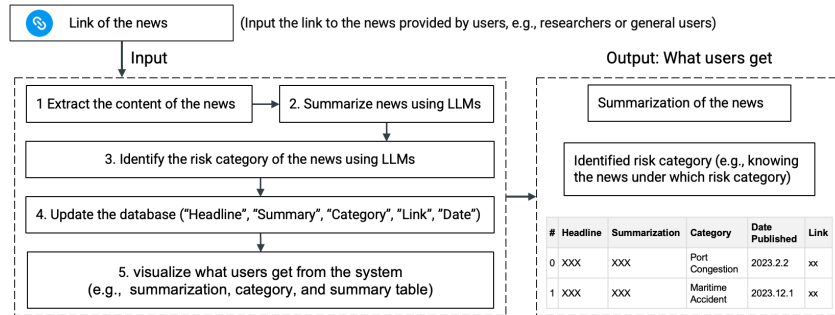 Link of the news
(Input the link to the news provided by users, e.g., researchers or general users)
Input
Output: What users get
1 Extract the content of the news
2. Summarize news using LLMs
3. Identify the risk category of the news using LLMs
4. Update the database (“Headline”, “Summary”, “Category”, ”Link”, ”Date”)
5. visualize what users get from the system
(e.g., summarization, category, and summary table)
Summarization of the news
Identified risk category (e.g., knowing
the news under which risk category)
# Headline Summarization Category Date Published Link
0 XXX XXX Port Congestion 2023.2.2 xx
1 XXX XXX Maritime Accident 2023.12.1 xx